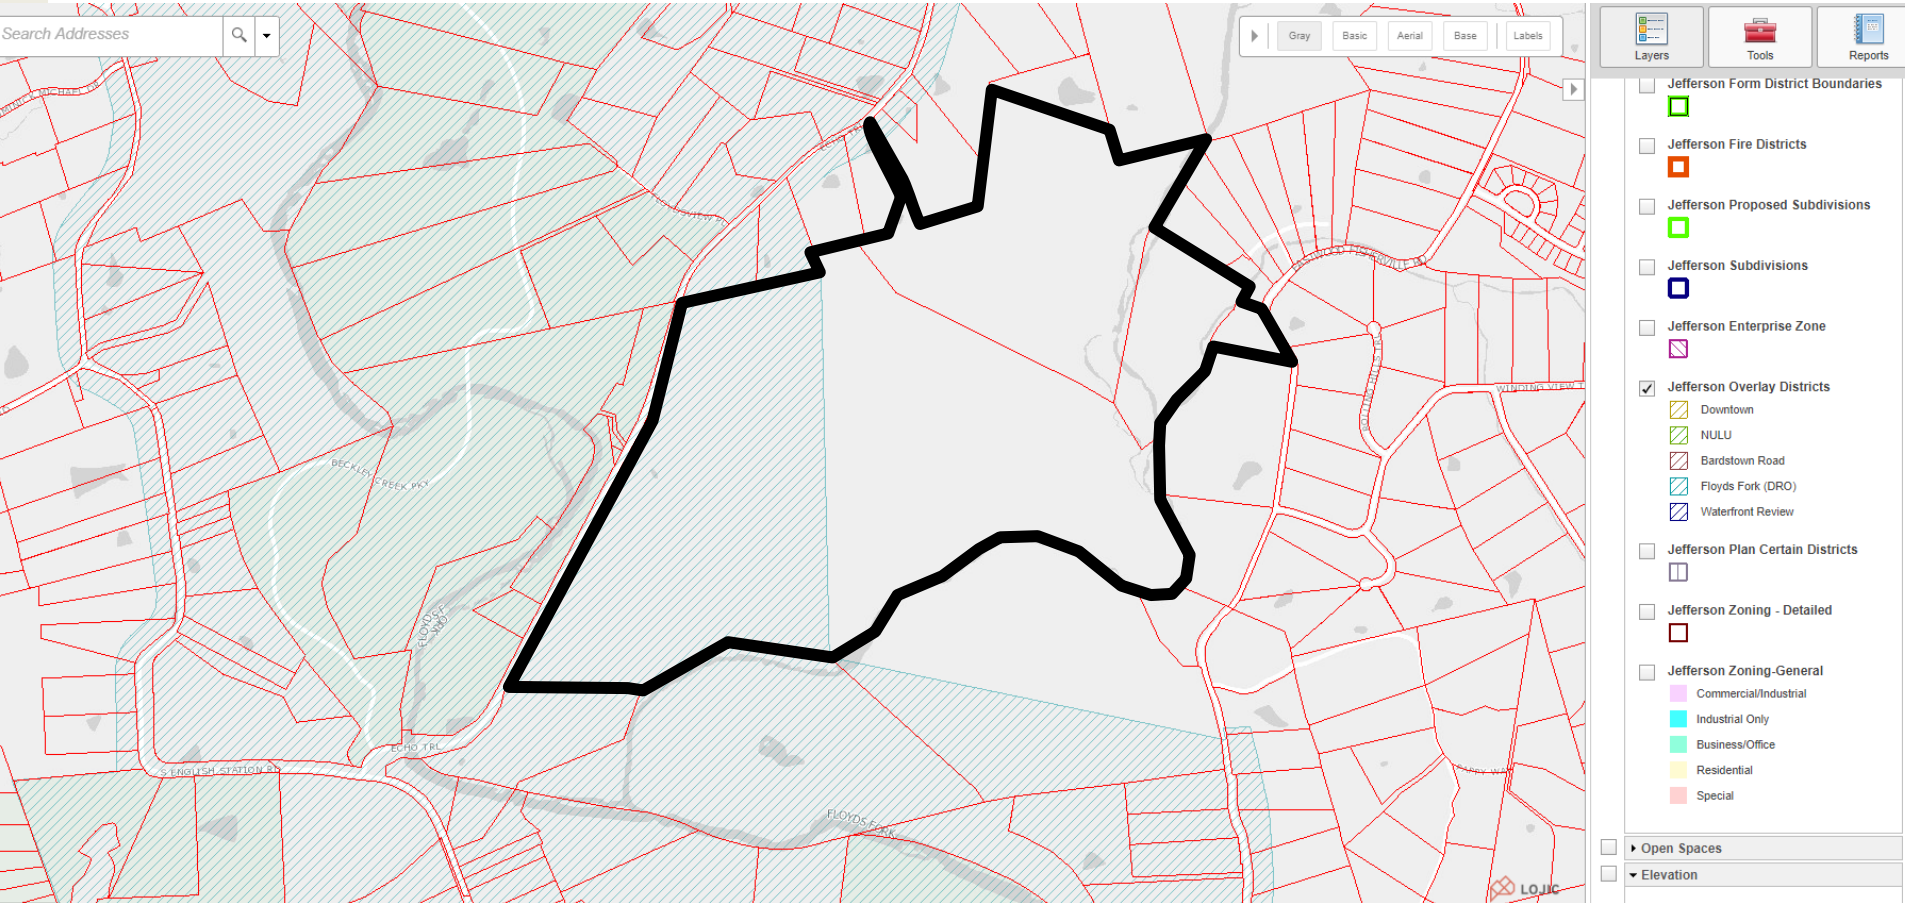 Search Addresses
Gray
Basic
Aerial
Base
Labels
Layers
Tools
Reports
Jefferson Form District Boundaries
Jefferson Fire Districts
Jefferson Proposed Subdivisions
Jefferson Subdivisions
Jefferson Enterprise Zone
Jefferson Overlay Districts
Downtown
NULU
Bardstown Road
Floyds Fork (DRO)
Waterfront Review
Jefferson Plan Certain Districts
Jefferson Zoning - Detailed
Jefferson Zoning-General
Commercial/Industrial
Industrial Only
Business/Office
Residential
Special
Open Spaces
Elevation
BECKLEY CREEK PKY
ECHO TRL
S ENGLISH STATION RD
FLOYDS FORK
WINDING VIEW T
LOJIC